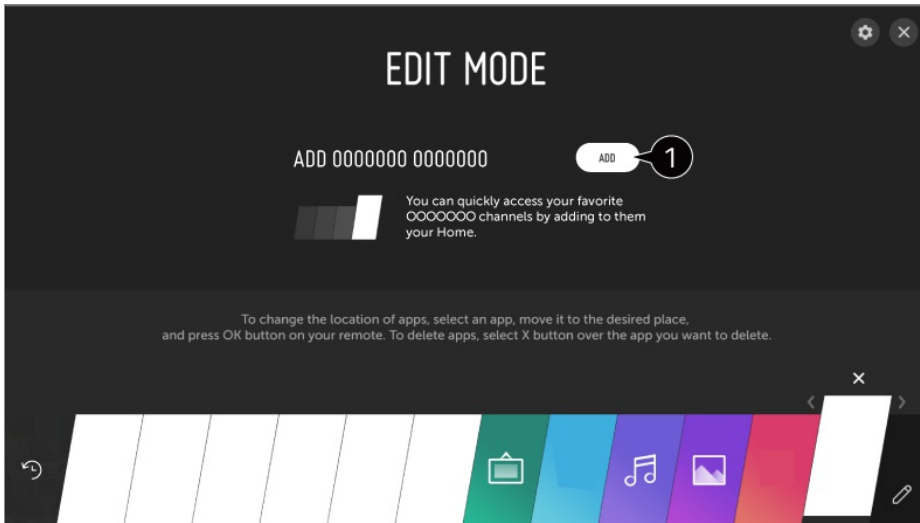 EDIT MODE
ADD OOOOOOO OOOOOOO
ADD
1
You can quickly access your favorite
OOOOOOO channels by adding to them
your Home.
To change the location of apps, select an app, move it to the desired place,
and press OK button on your remote. To delete apps, select X button over the app you want to delete.